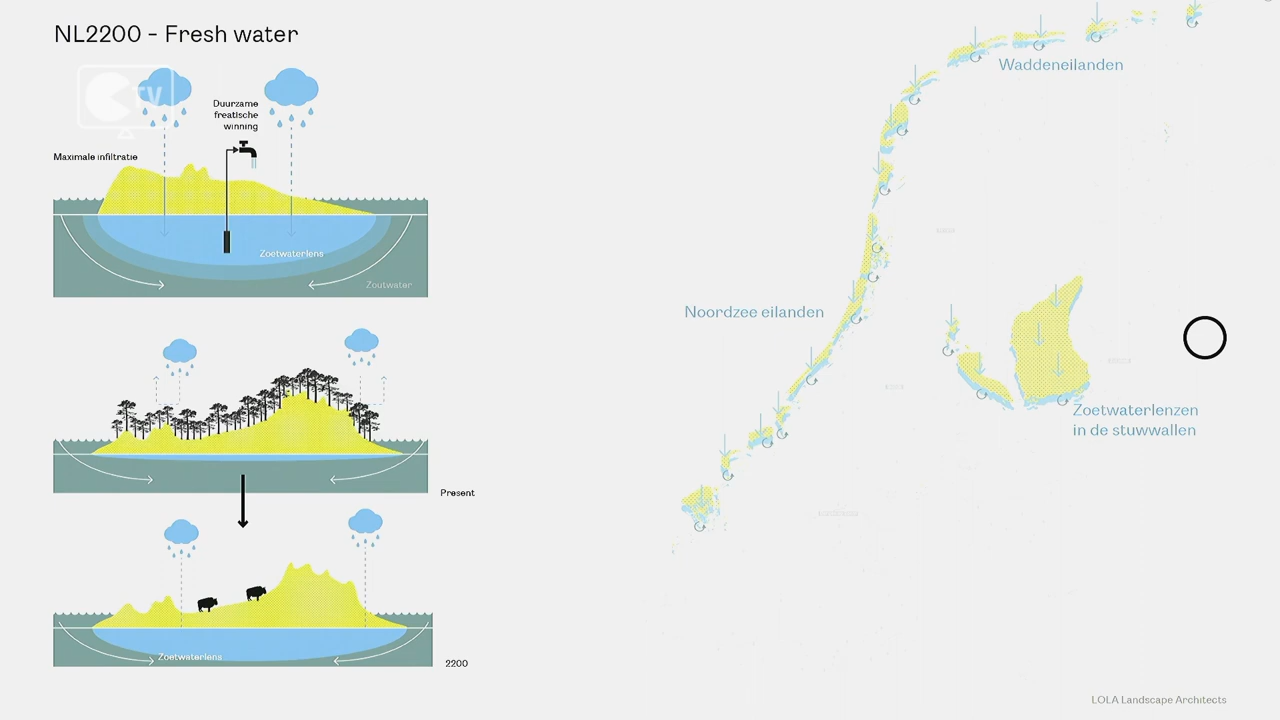 NL2200 - Fresh water
TV
Duurzame
freatische
winning
Maximale infiltratie
Zoetwaterlens
Zoutwater
Present
Zoetwaterlens
2200
Waddeneilanden
Noordzee eilanden
Zoetwaterlenzen
in de stuwwallen
LOLA Landscape Architects